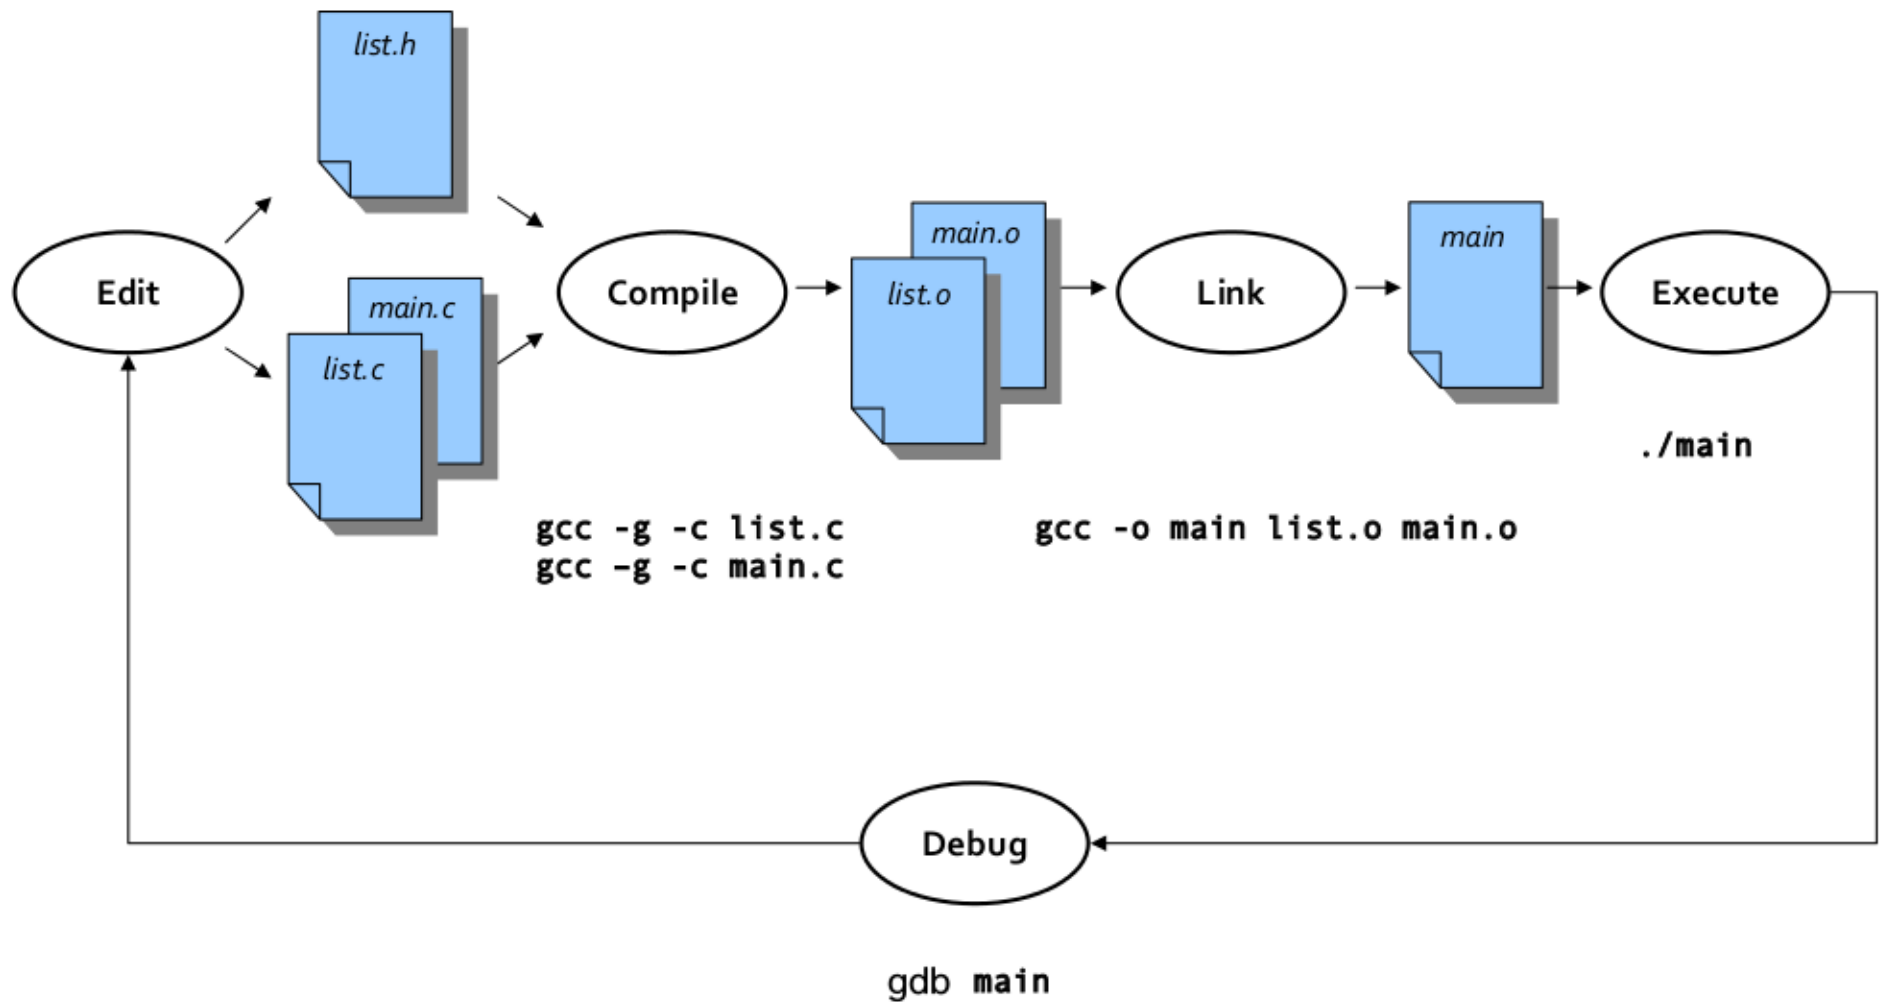 list.h
main.c
list.c
Edit
Compile
main.o
list.o
Link
main
Execute
./main
gcc -g -c list.c
gcc –g -c main.c
gcc -o main list.o main.o
Debug
gdb main